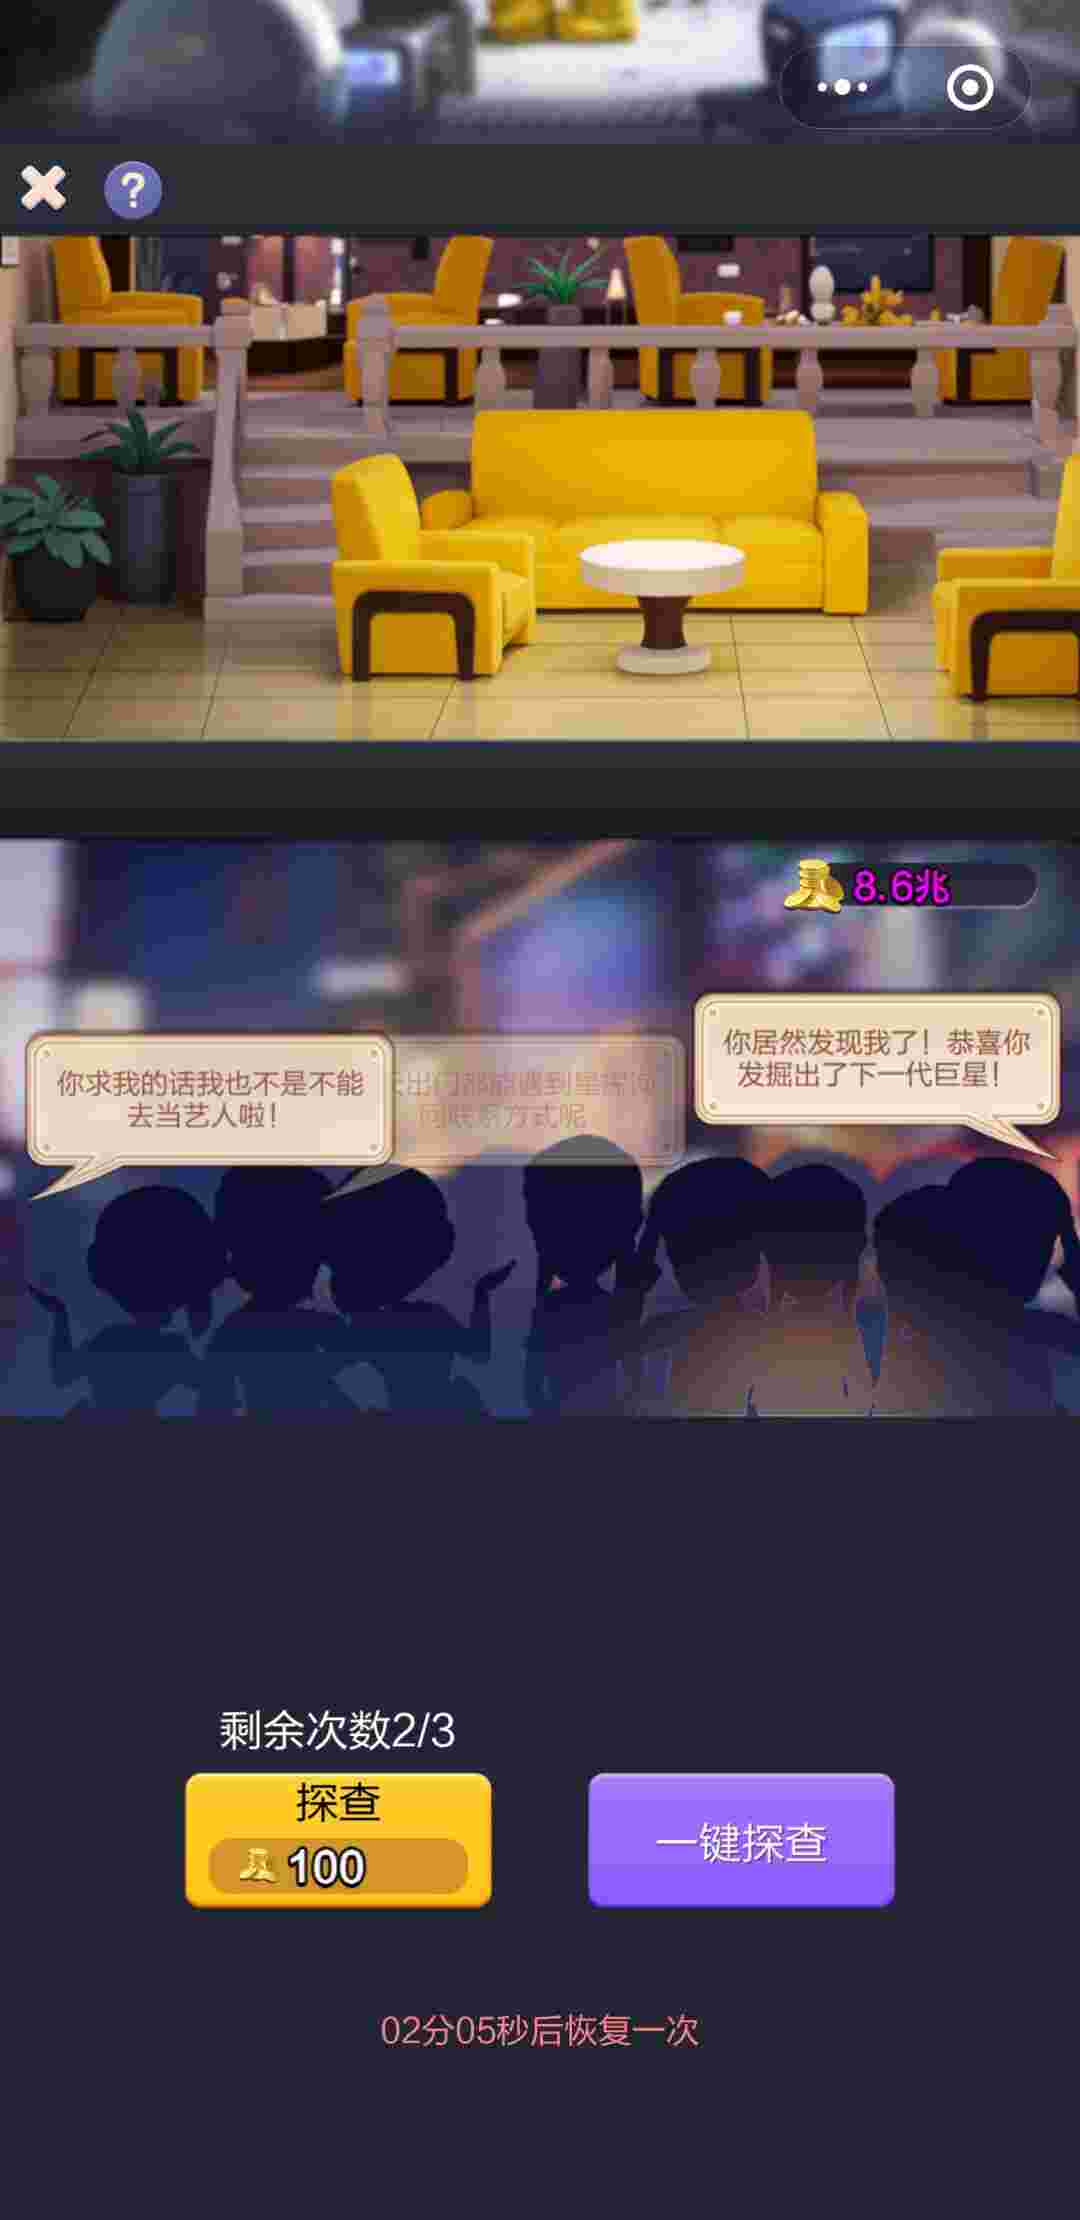 ?
8.6兆
你居然发现我了！恭喜你
发掘出了下一代巨星！
你求我的话我也不是不能
去当艺人啦！
出门都能遇到星探询
问联系方式呢
剩余次数2/3
探查
100
一键探查
02分05秒后恢复一次